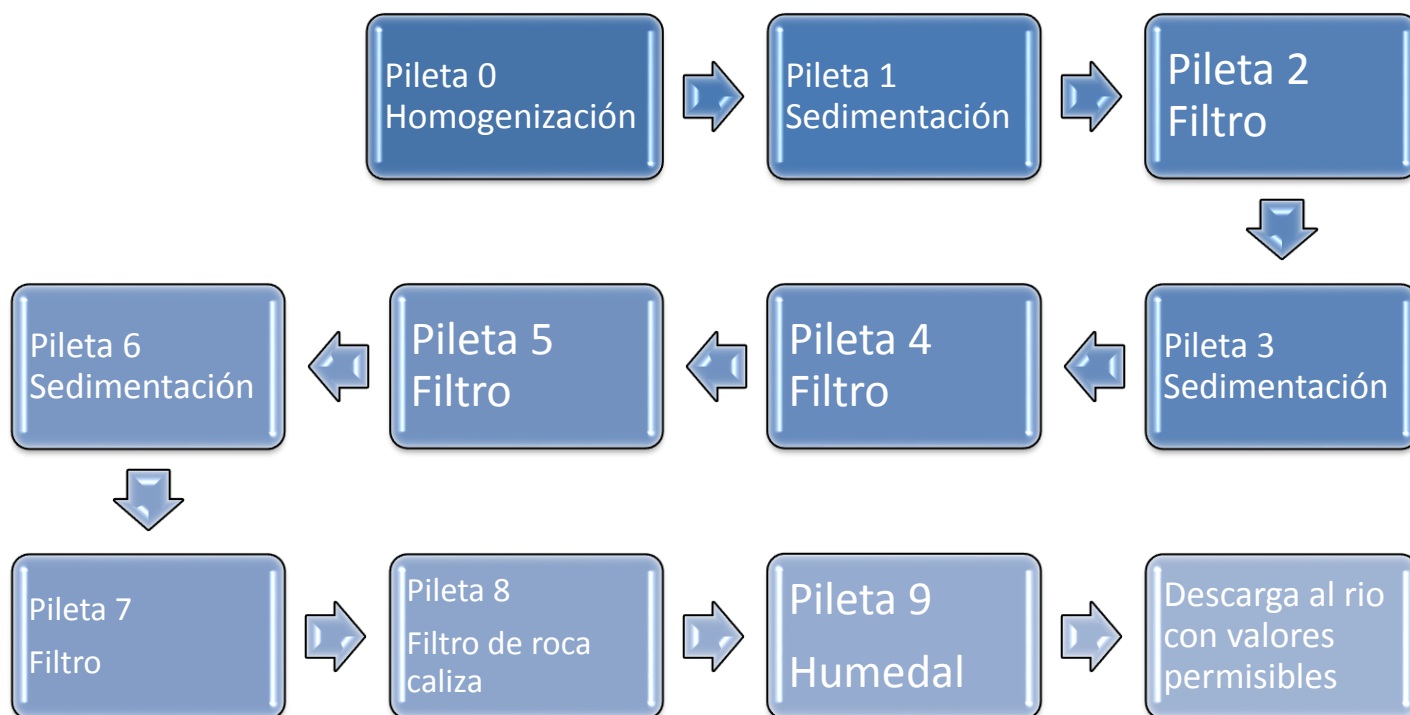 Pileta 0
Homogenización
Pileta 1
Sedimentación
Pileta 2
Filtro
Pileta 3
Sedimentación
Pileta 4
Filtro
Pileta 5
Filtro
Pileta 6
Sedimentación
Pileta 7
Filtro
Pileta 8
Filtro de roca
caliza
Pileta 9
Humedal
Descarga al rio
con valores
permisibles